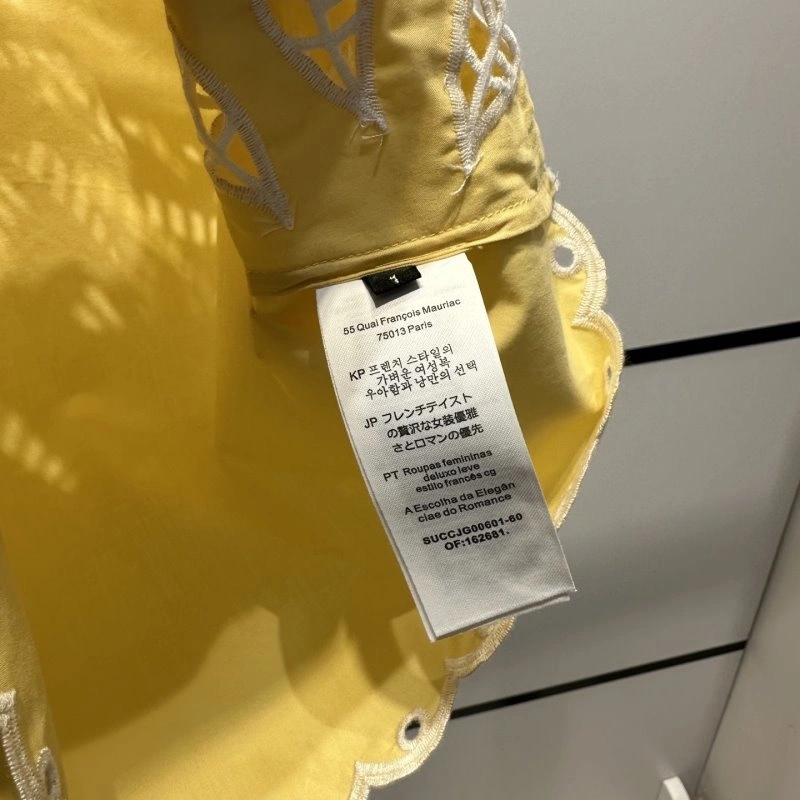 1
55 Quai François Mauriac
75013 Paris
KP 프렌치 스타일의
가벼운 여성복
우아함과 낭만의 선택
JP フレンチテイスト
の贅沢な女装優雅
さとロマンの優先
PT Roupas femininas
deluxo leve
estilo francês cg
A Escolha da Elegân
ciae do Romance
SUCCJG00601-60
OF:162681.